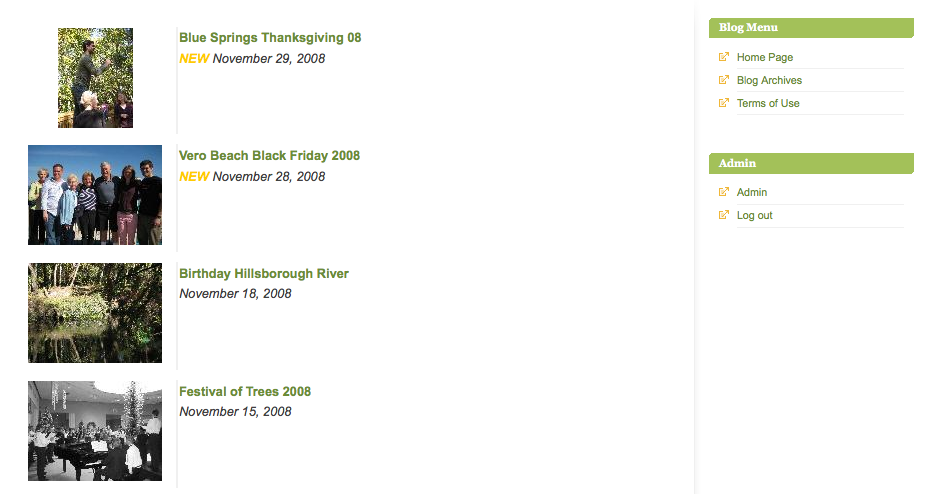 Blue Springs Thanksgiving 08
NEW November 29, 2008
Vero Beach Black Friday 2008
NEW November 28, 2008
Birthday Hillsborough River
November 18, 2008
Festival of Trees 2008
November 15, 2008
Blog Menu
Home Page
Blog Archives
Terms of Use
Admin
Admin
Log out